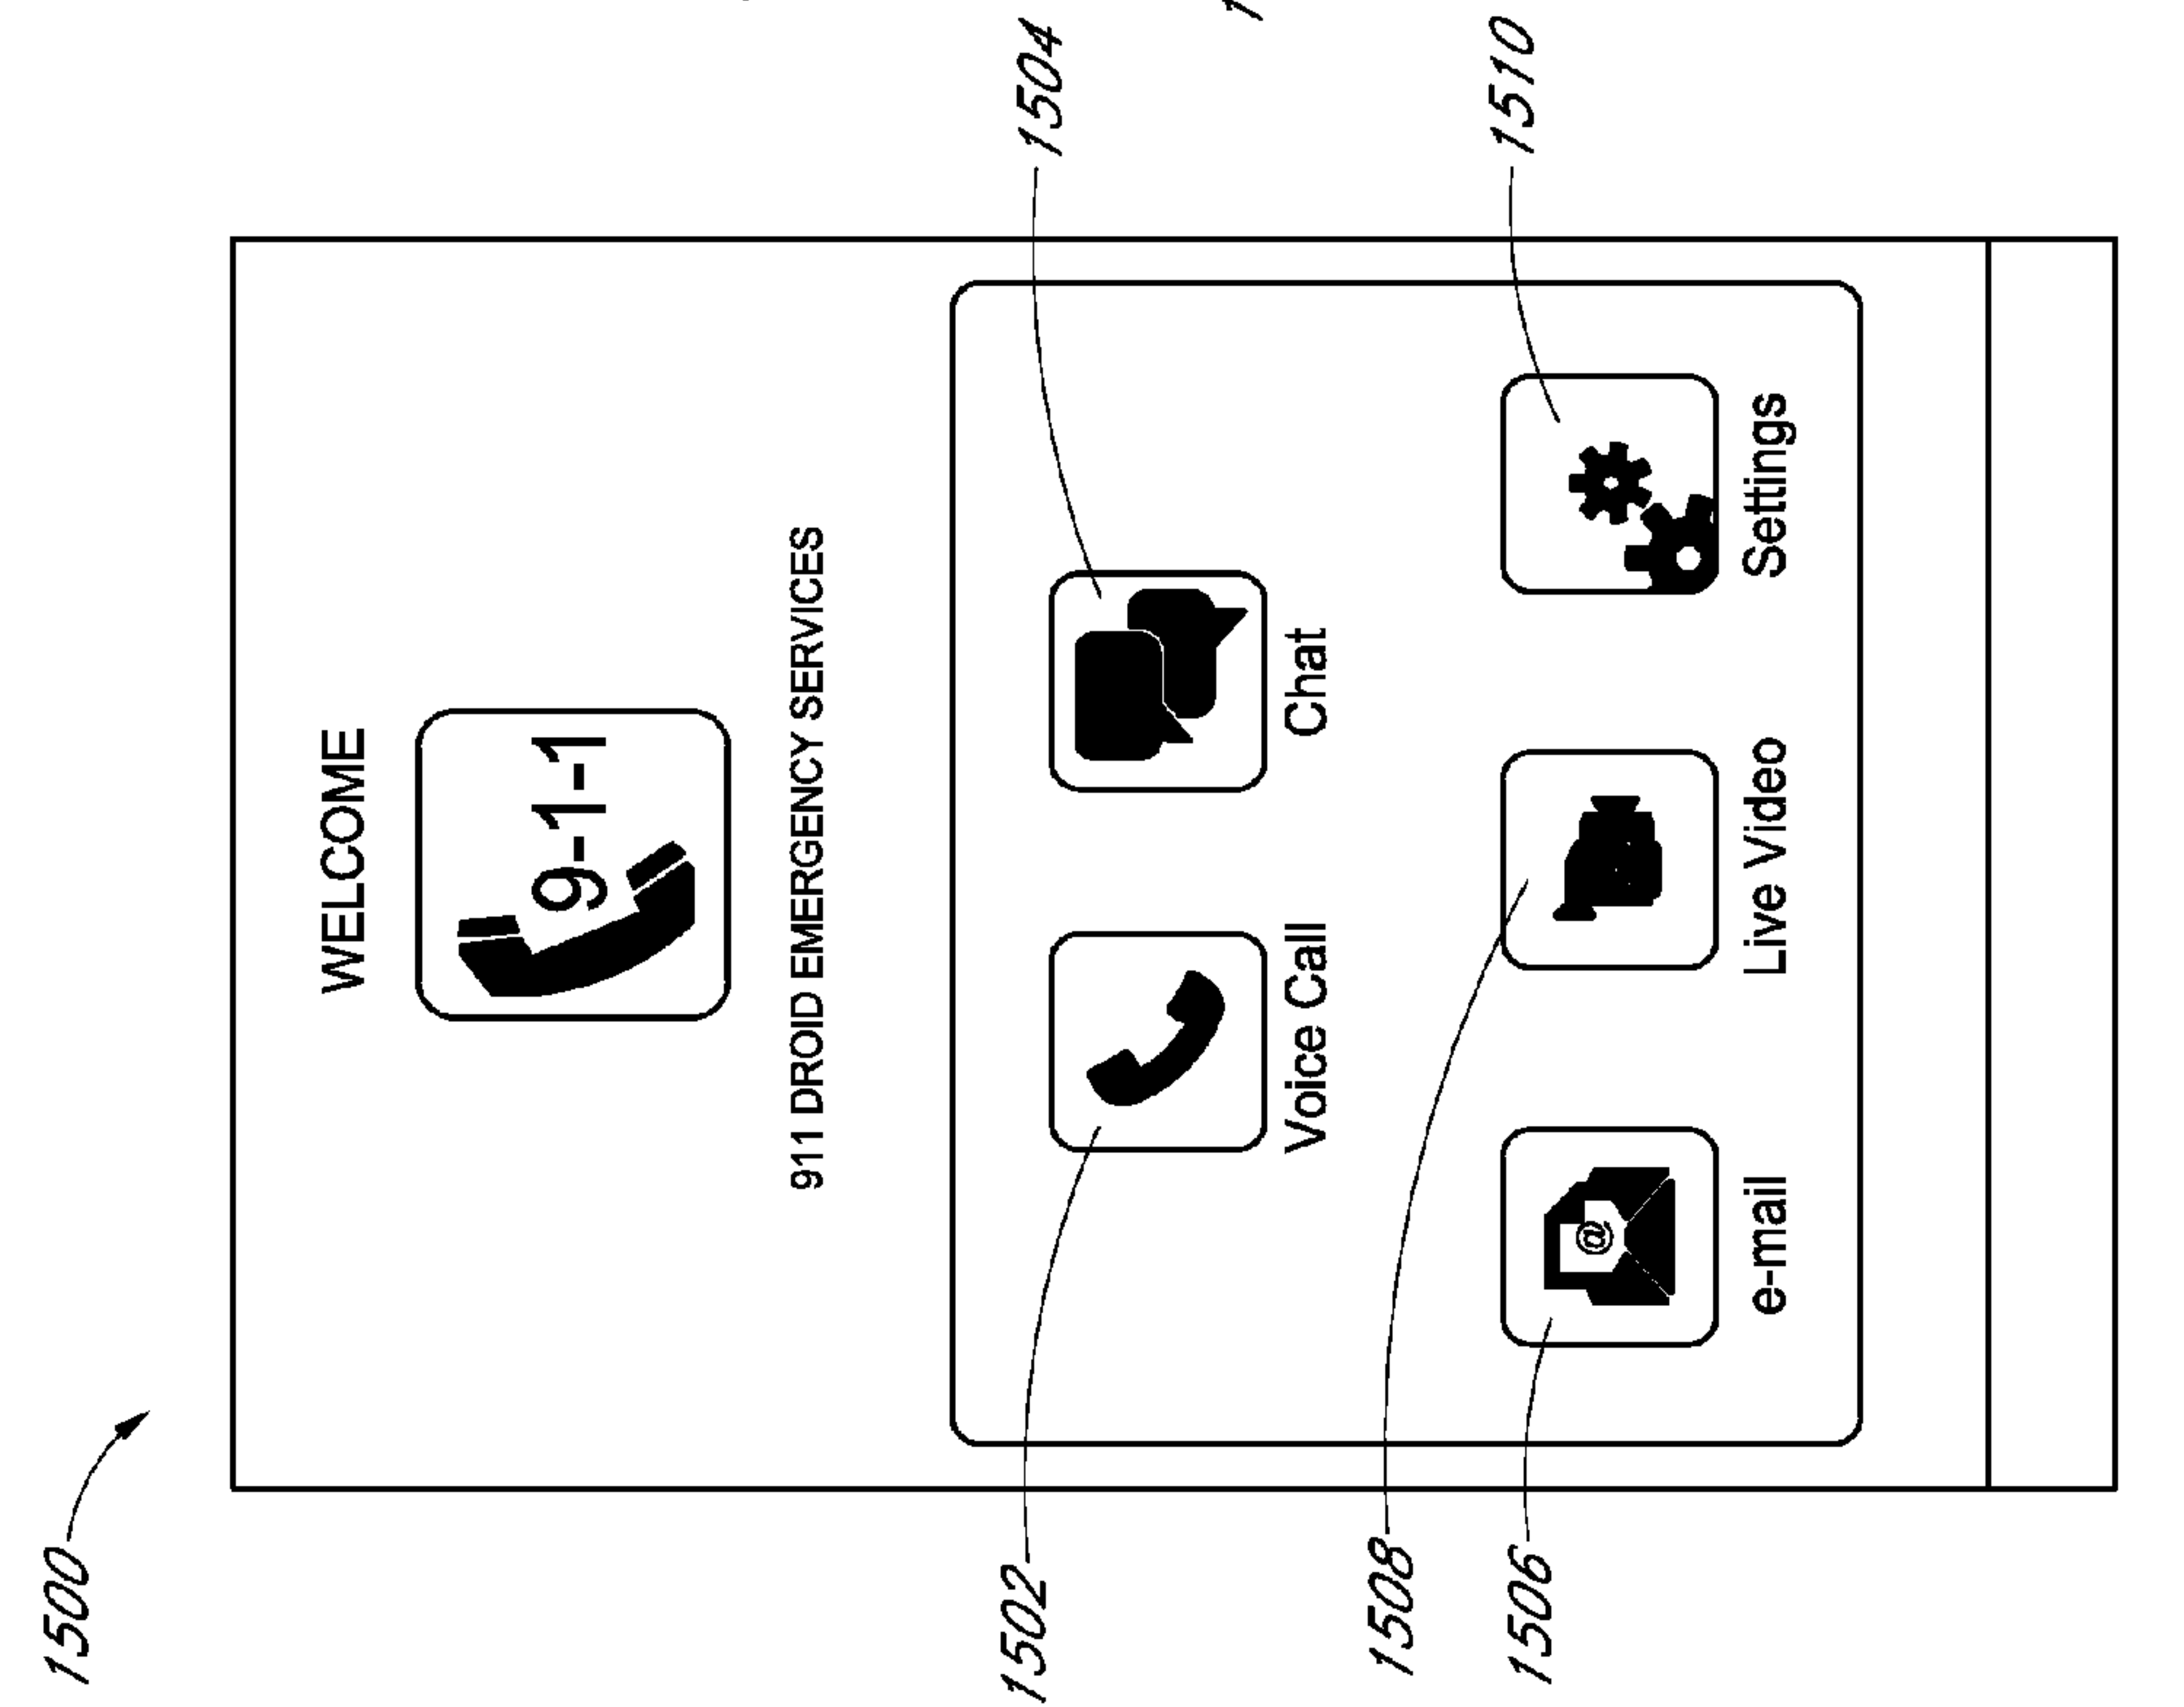 1500
WELCOME
9-1-1
911 DROID EMERGENCY SERVICES
1502
1504
Voice Call
Chat
1508
1506
1510
@
e-mail
Live Video
Settings